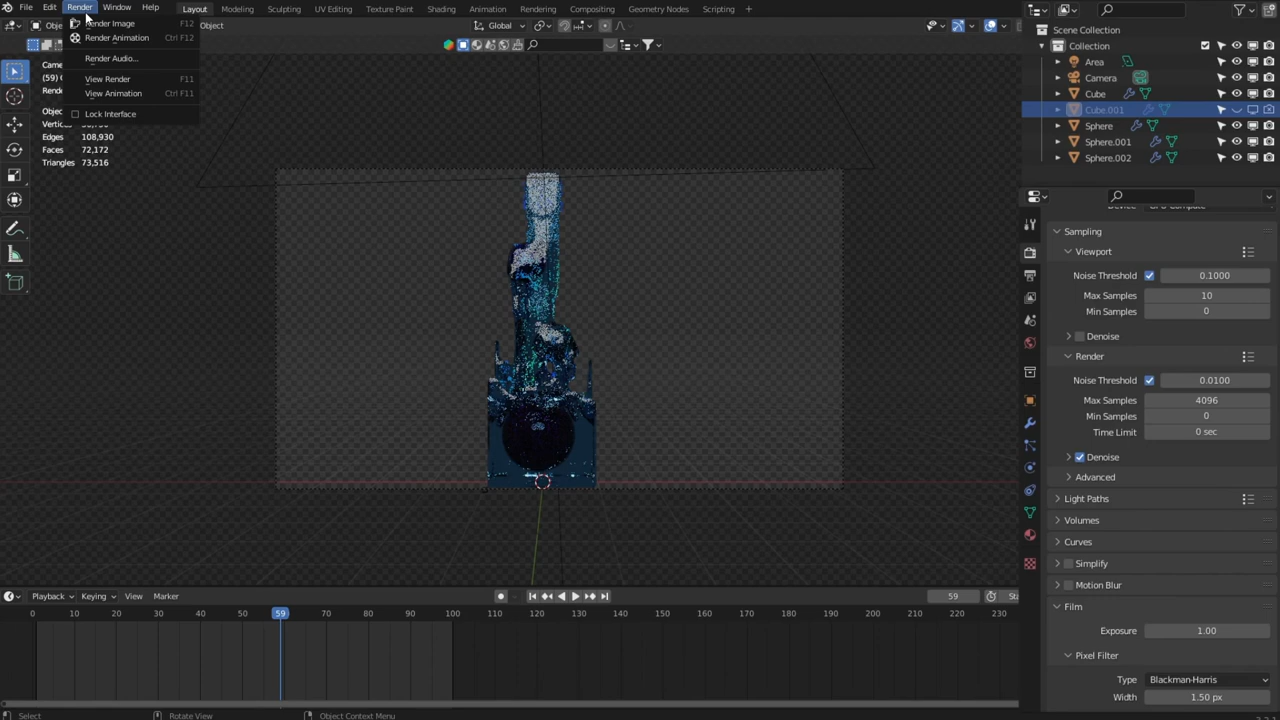 File Edit Render Window Help Layout Modeling Sculpting UV Editing Texture Paint Shading Animation Rendering Compositing Geometry Nodes Scripting +
Object Global
Render Image F12
Render Animation Ctrl F12
Render Audio...
View Render F11
View Animation Ctrl F11
Lock Interface
(59)
Edges 108,930
Faces 72,172
Triangles 73,516
Scene Collection
Collection
Area
Camera
Cube
Cube.001
Sphere
Sphere.001
Sphere.002
Sampling
Viewport
Noise Threshold 0.1000
Max Samples 10
Min Samples 0
Denoise
Render
Noise Threshold 0.0100
Max Samples 4096
Min Samples 0
Time Limit 0 sec
Denoise
Advanced
Light Paths
Volumes
Curves
Simplify
Motion Blur
Film
Exposure 1.00
Pixel Filter
Type Blackman-Harris
Width 1.50 px
Playback Keying View Marker 59
0 10 20 30 40 50 59 70 80 90 100 110 120 130 140 150 160 170 180 190 200 210 220 230
Select Rotate View Object Context Menu